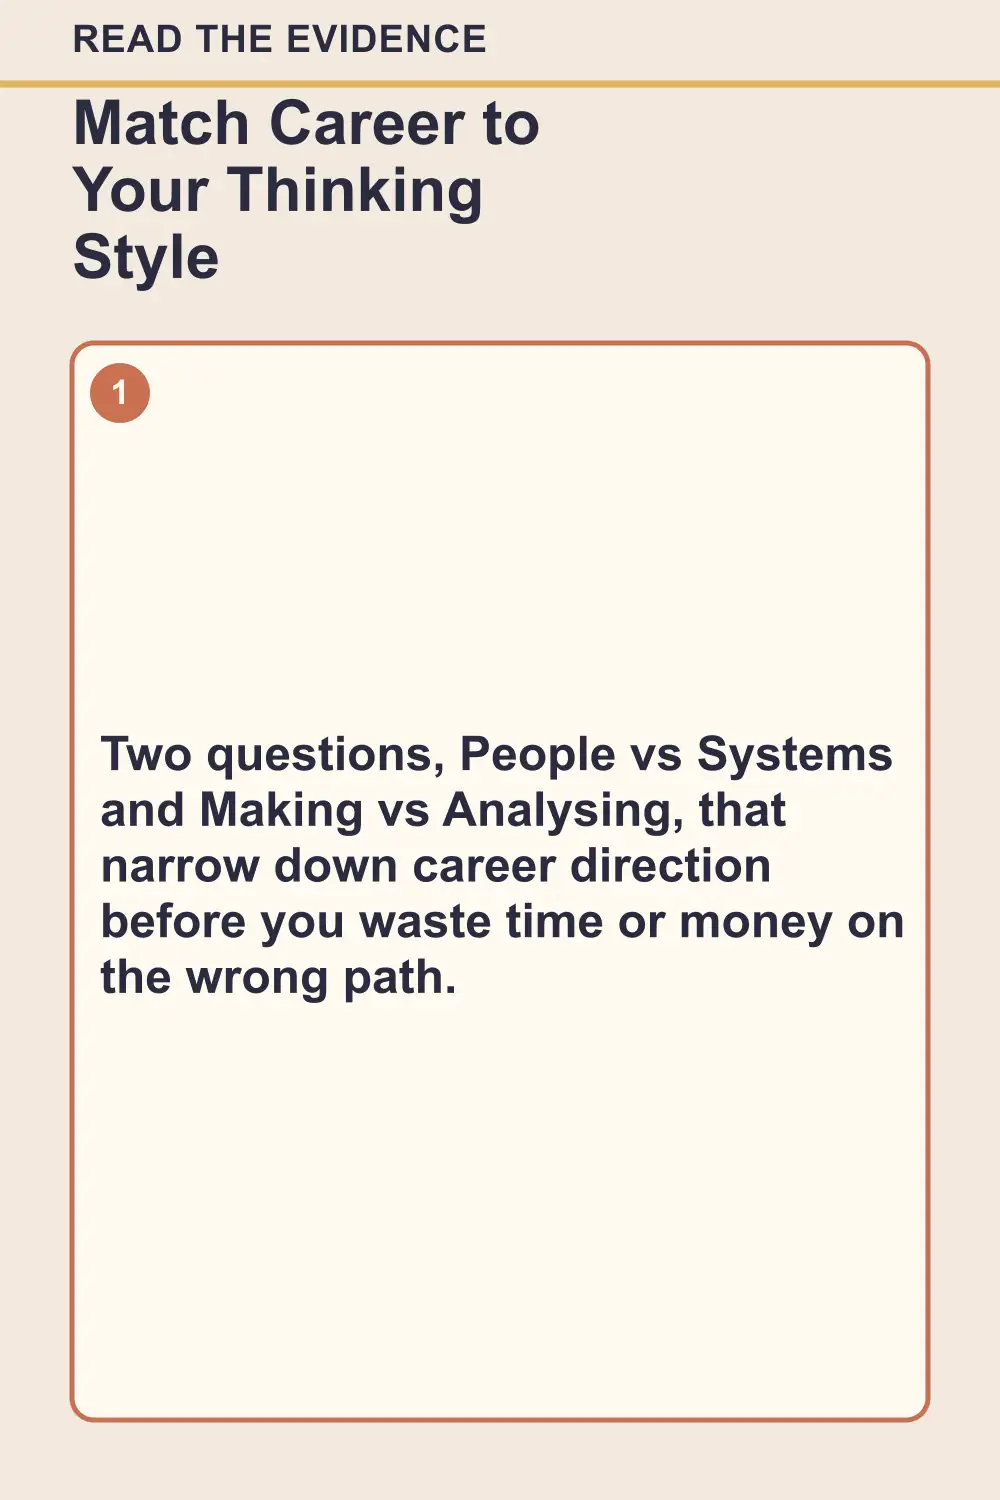 READ THE EVIDENCE
Match Career to
Your Thinking
Style
1
Two questions, People vs Systems
and Making vs Analysing, that
narrow down career direction
before you waste time or money on
the wrong path.